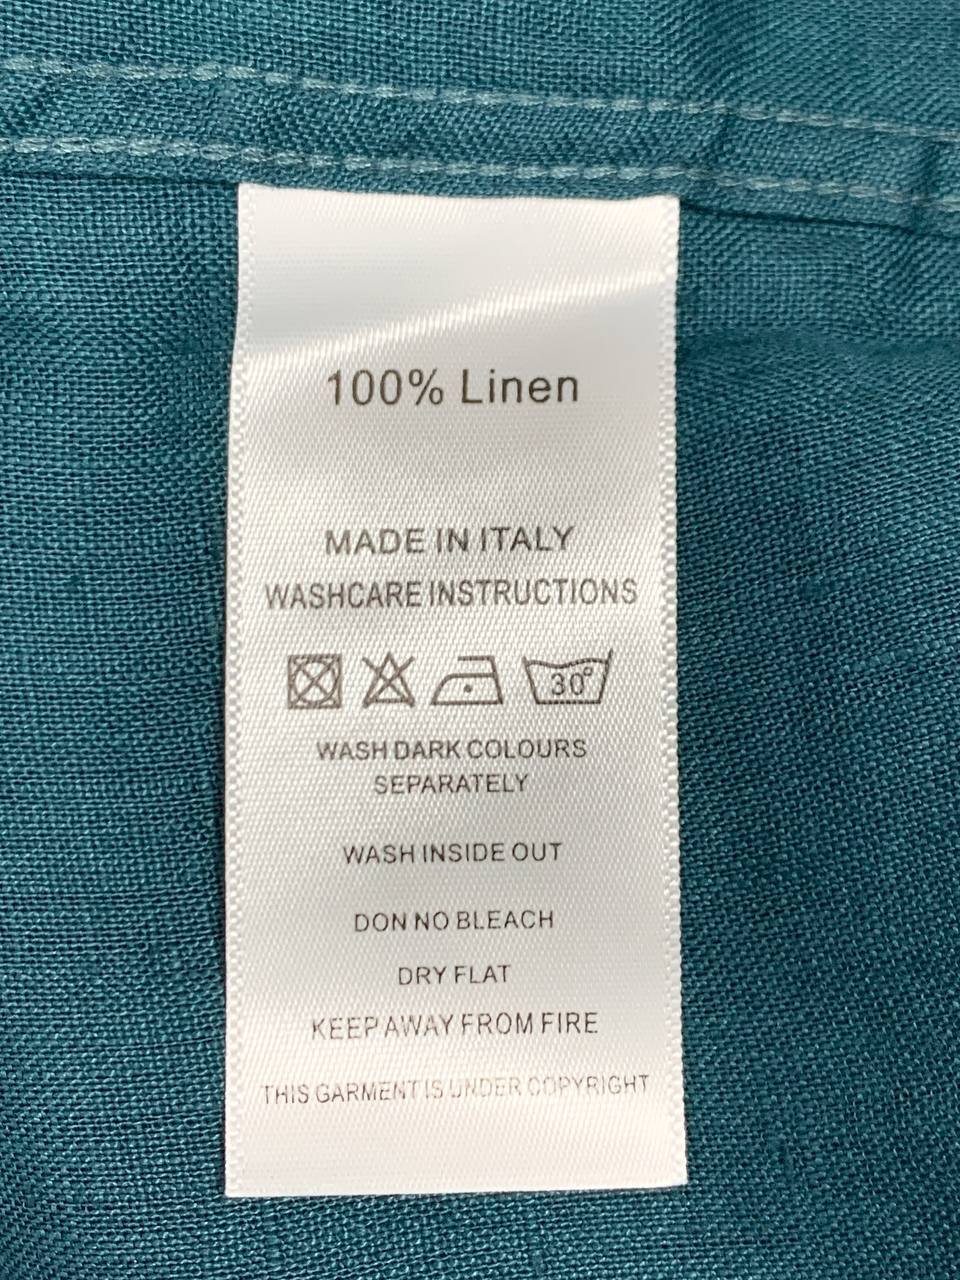 100% Linen
MADE IN ITALY
WASHCARE INSTRUCTIONS
30°
WASH DARK COLOURS
SEPARATELY
WASH INSIDE OUT
DON NO BLEACH
DRY FLAT
KEEP AWAY FROM FIRE
THIS GARMENT IS UNDER COPYRIGHT